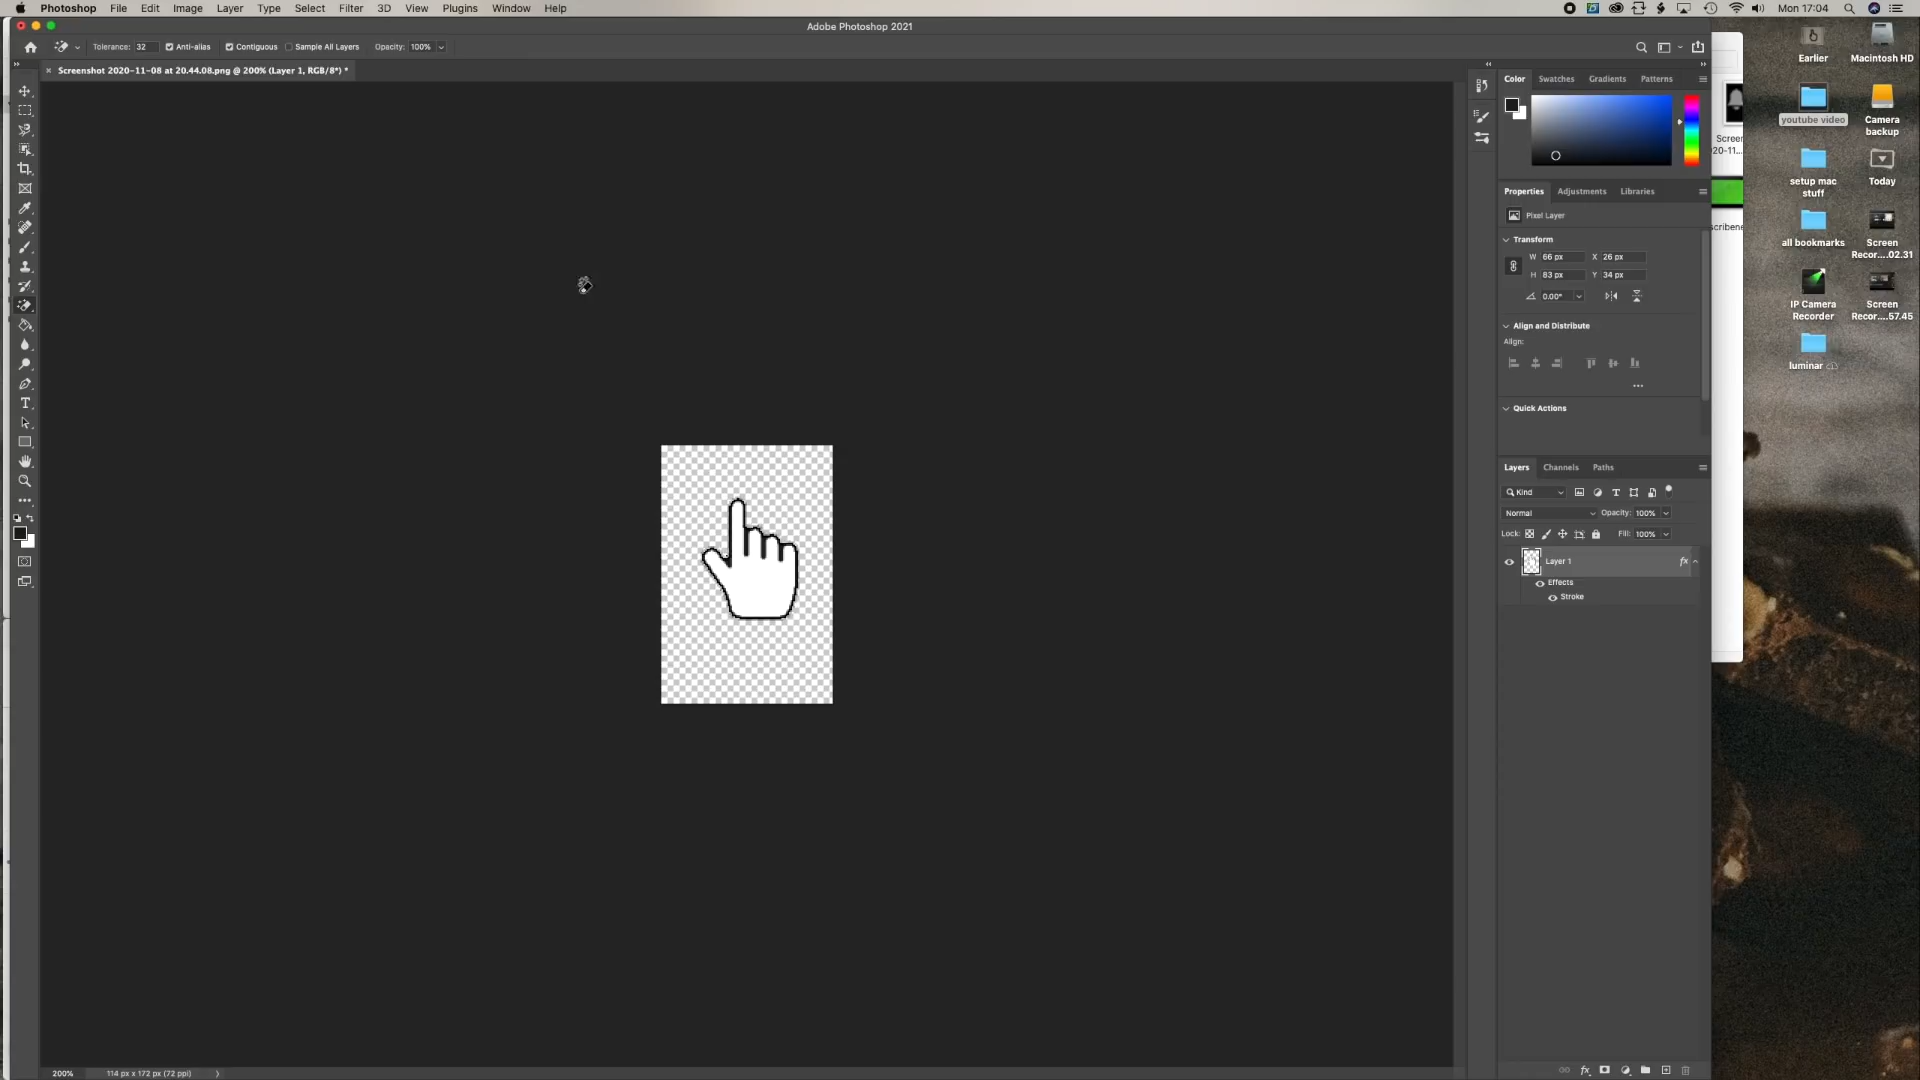 Photoshop File Edit Image Layer Type Select Filter 3D View Plugins Window Help Mon 17:04
Adobe Photoshop 2021
Tolerance: 32 Anti-alias Contiguous Sample All Layers Opacity: 100%
Screenshot 2020-11-08 at 20.44.08.png @ 200% (Layer 1, RGB/8*) *
Color Swatches Gradients Patterns
Properties Adjustments Libraries
Pixel Layer
Transform
W 66 px X 26 px
H 83 px Y 34 px
0.00°
Align and Distribute
Align:
Quick Actions
Layers Channels Paths
Kind
Normal Opacity: 100%
Lock: Fill: 100%
Layer 1 fx
Effects
Stroke
200% 114 px x 172 px (72 ppi)
Earlier
Macintosh HD
youtube video
Camera
backup
setup mac
stuff
Today
all bookmarks
Screen
Recor....02.31
IP Camera
Recorder
Screen
Recor....57.45
luminar